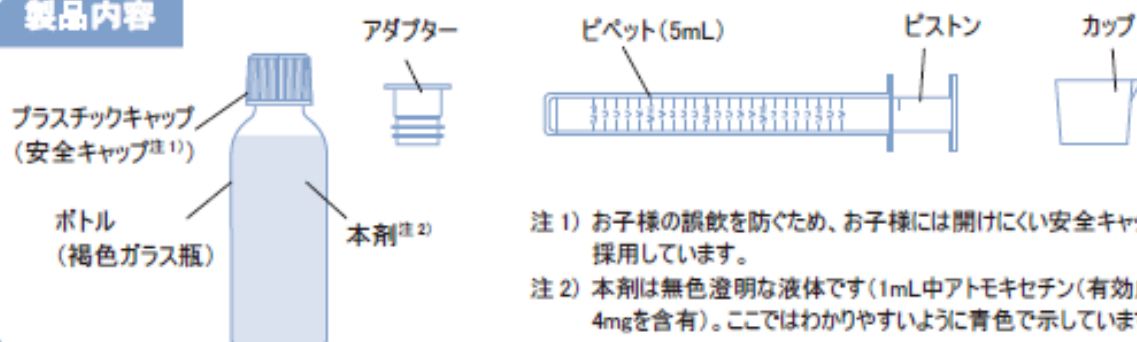 製品内容
アダプター
ピペット(5mL)
ピストン
カップ
プラスチックキャップ
(安全キャップ注1))
ボトル
(褐色ガラス瓶)
本剤注2)
注1) お子様の誤飲を防ぐため、お子様には開けにくい安全キャッ
採用しています。
注2) 本剤は無色澄明な液体です(1mL中アトモキセチン(有効
4mgを含有)。ここではわかりやすいように青色で示していま